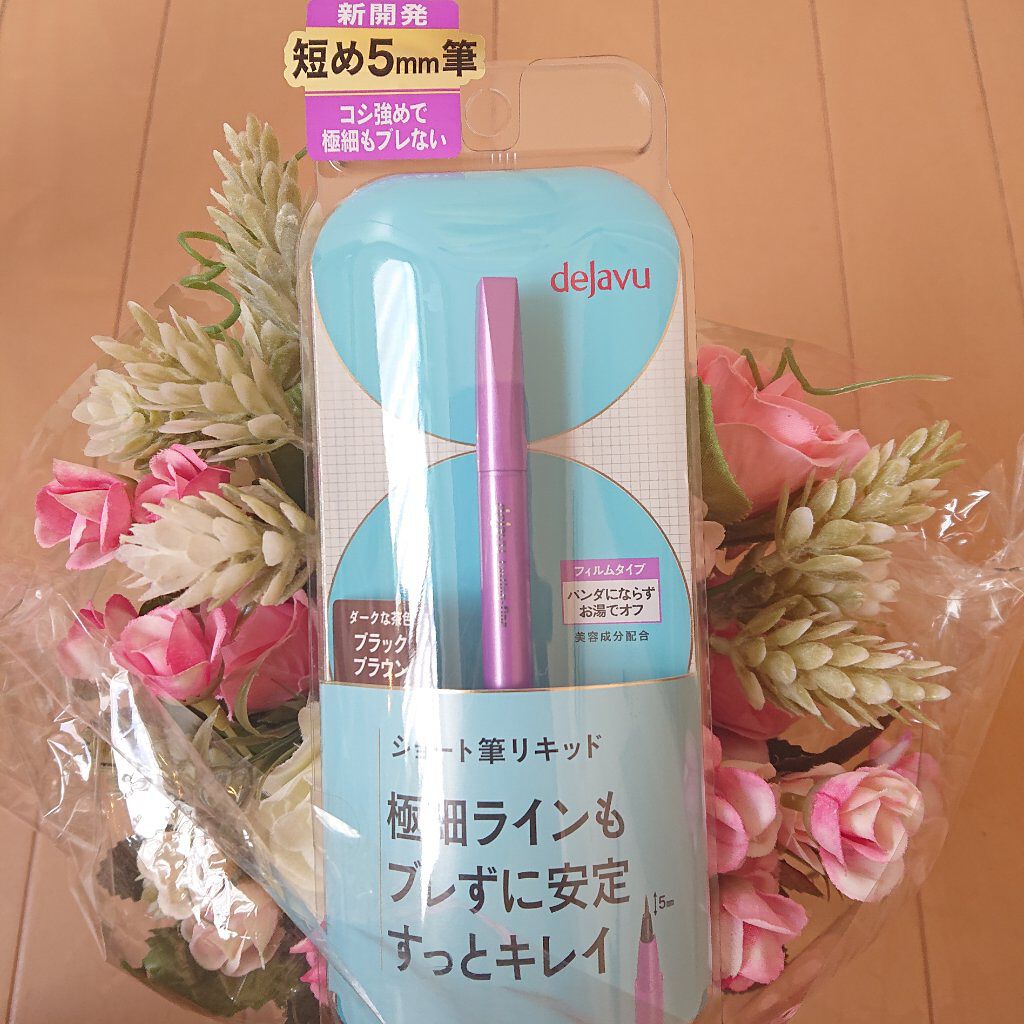 新開発
短め5mm筆
コシ強めで
極細もブレない
dejavu
フィルムタイプ
パンダにならず
お湯でオフ
美容成分配合
ダークな茶色
ブラック
ブラウン
ショート筆リキッド
極細ラインも
ブレずに安定
すっとキレイ
5mm